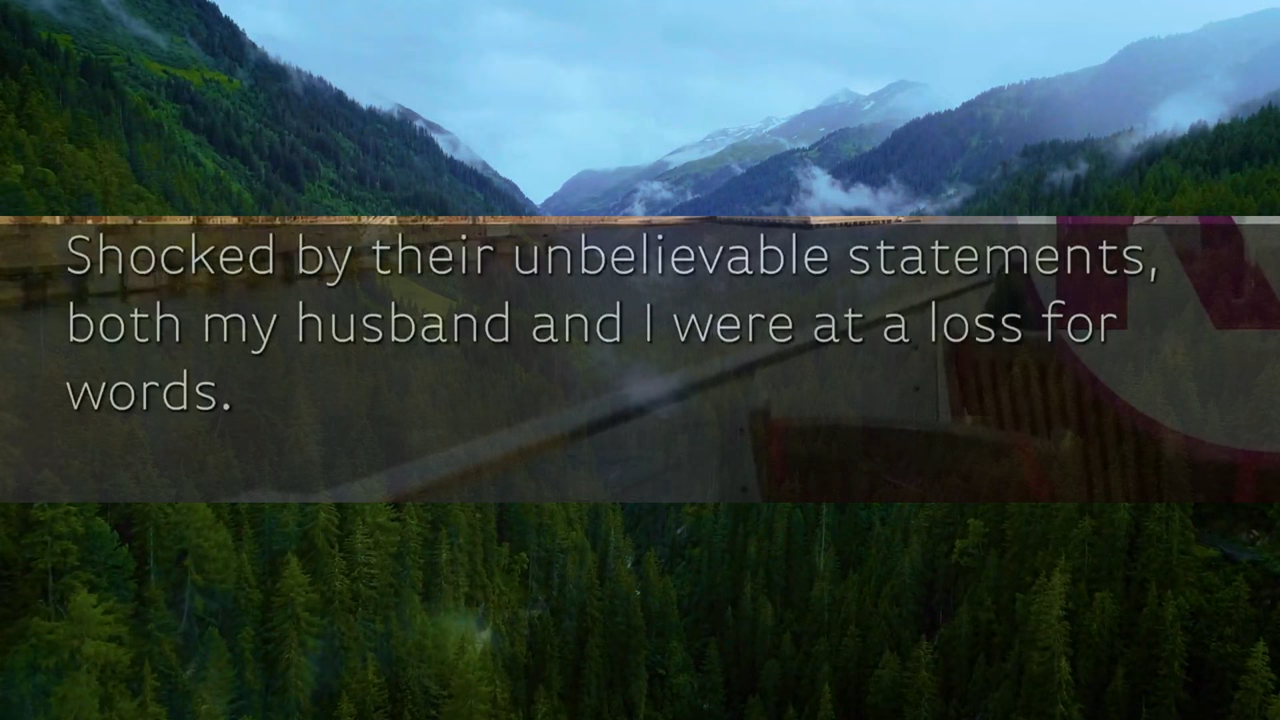 Shocked by their unbelievable statements,
both my husband and I were at a loss for
words.